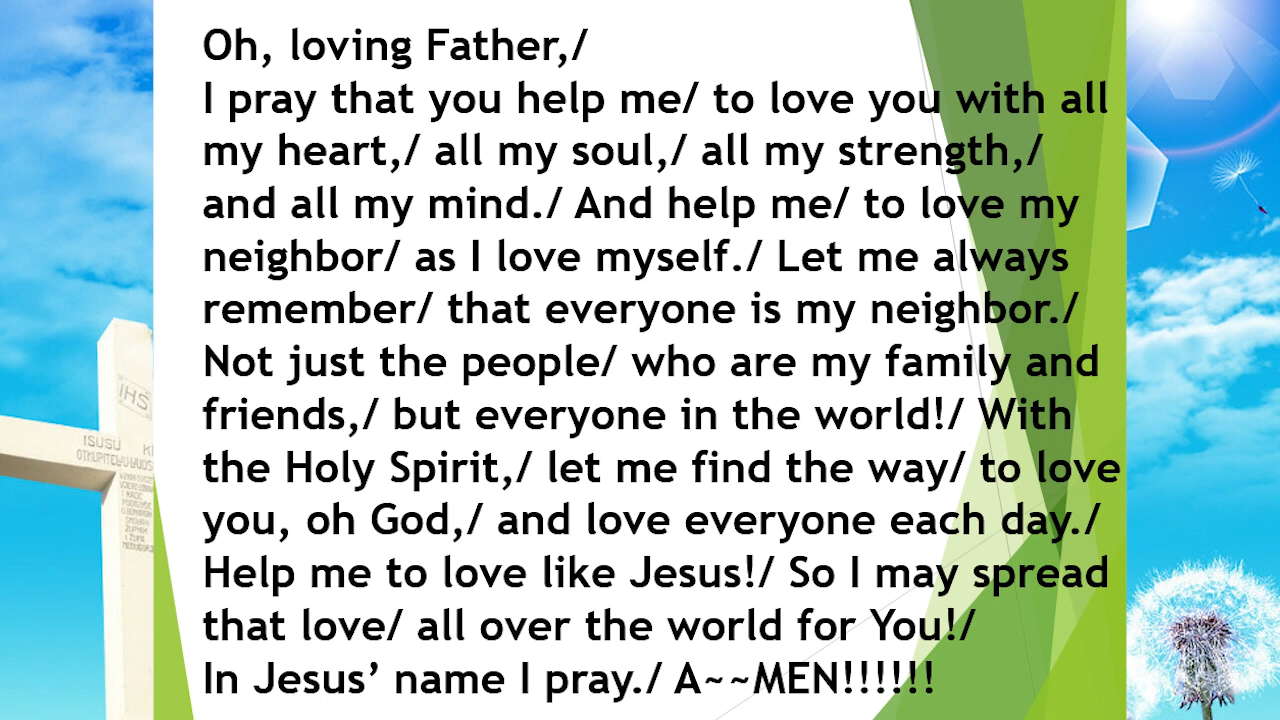 Oh, loving Father,/
I pray that you help me/ to love you with all
my heart,/ all my soul,/ all my strength,/
and all my mind./ And help me/ to love my
neighbor/ as I love myself./ Let me always
remember/ that everyone is my neighbor./
Not just the people/ who are my family and
friends,/ but everyone in the world!/ With
the Holy Spirit,/ let me find the way/ to love
you, oh God,/ and love everyone each day./
Help me to love like Jesus!/ So I may spread
that love/ all over the world for You!/
In Jesus’ name I pray./ A~~MEN!!!!!!
IHS
ISUSU